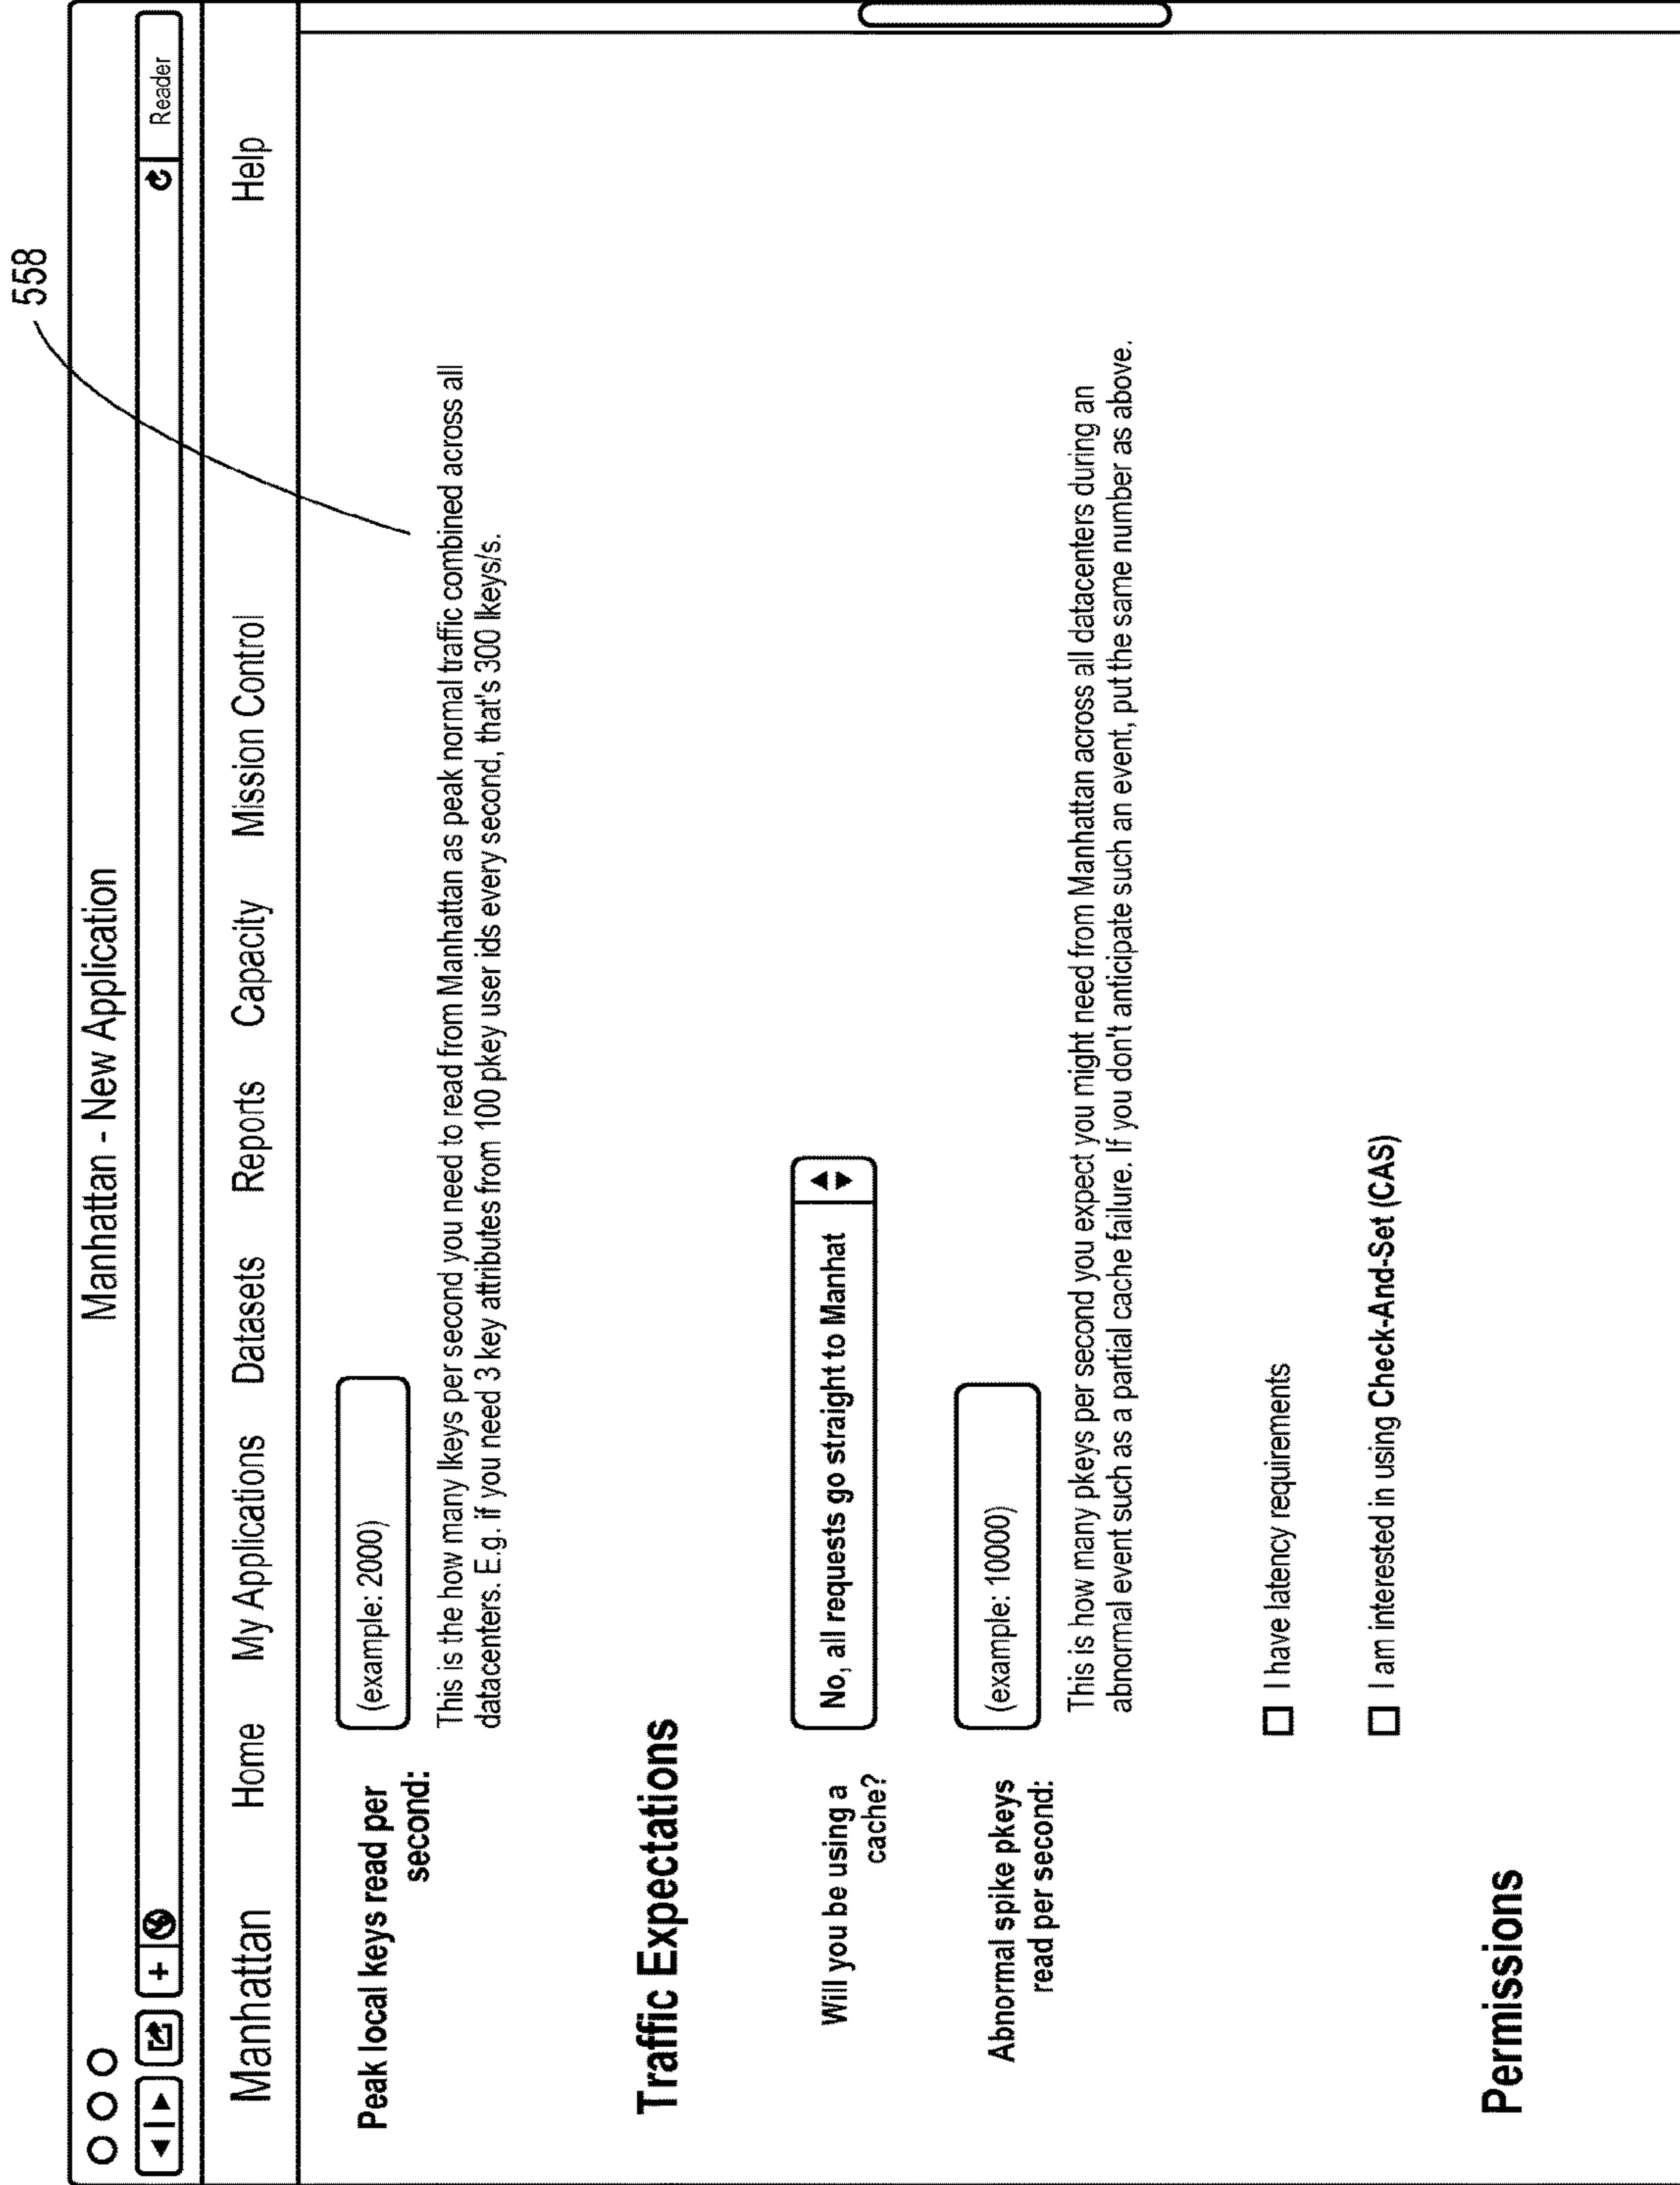 558
Manhattan - New Application
+
Reader
Manhattan Home My Applications Datasets Reports Capacity Mission Control Help
Peak local keys read per
second:
(example: 2000)
This is the how many lkeys per second you need to read from Manhattan as peak normal traffic combined across all
datacenters. E.g. if you need 3 key attributes from 100 pkey user ids every second, that's 300 lkeys/s.
Traffic Expectations
Will you be using a
cache?
No, all requests go straight to Manhat
Abnormal spike pkeys
read per second:
(example: 10000)
This is how many pkeys per second you expect you might need from Manhattan across all datacenters during an
abnormal event such as a partial cache failure. If you don't anticipate such an event, put the same number as above.
I have latency requirements
I am interested in using Check-And-Set (CAS)
Permissions